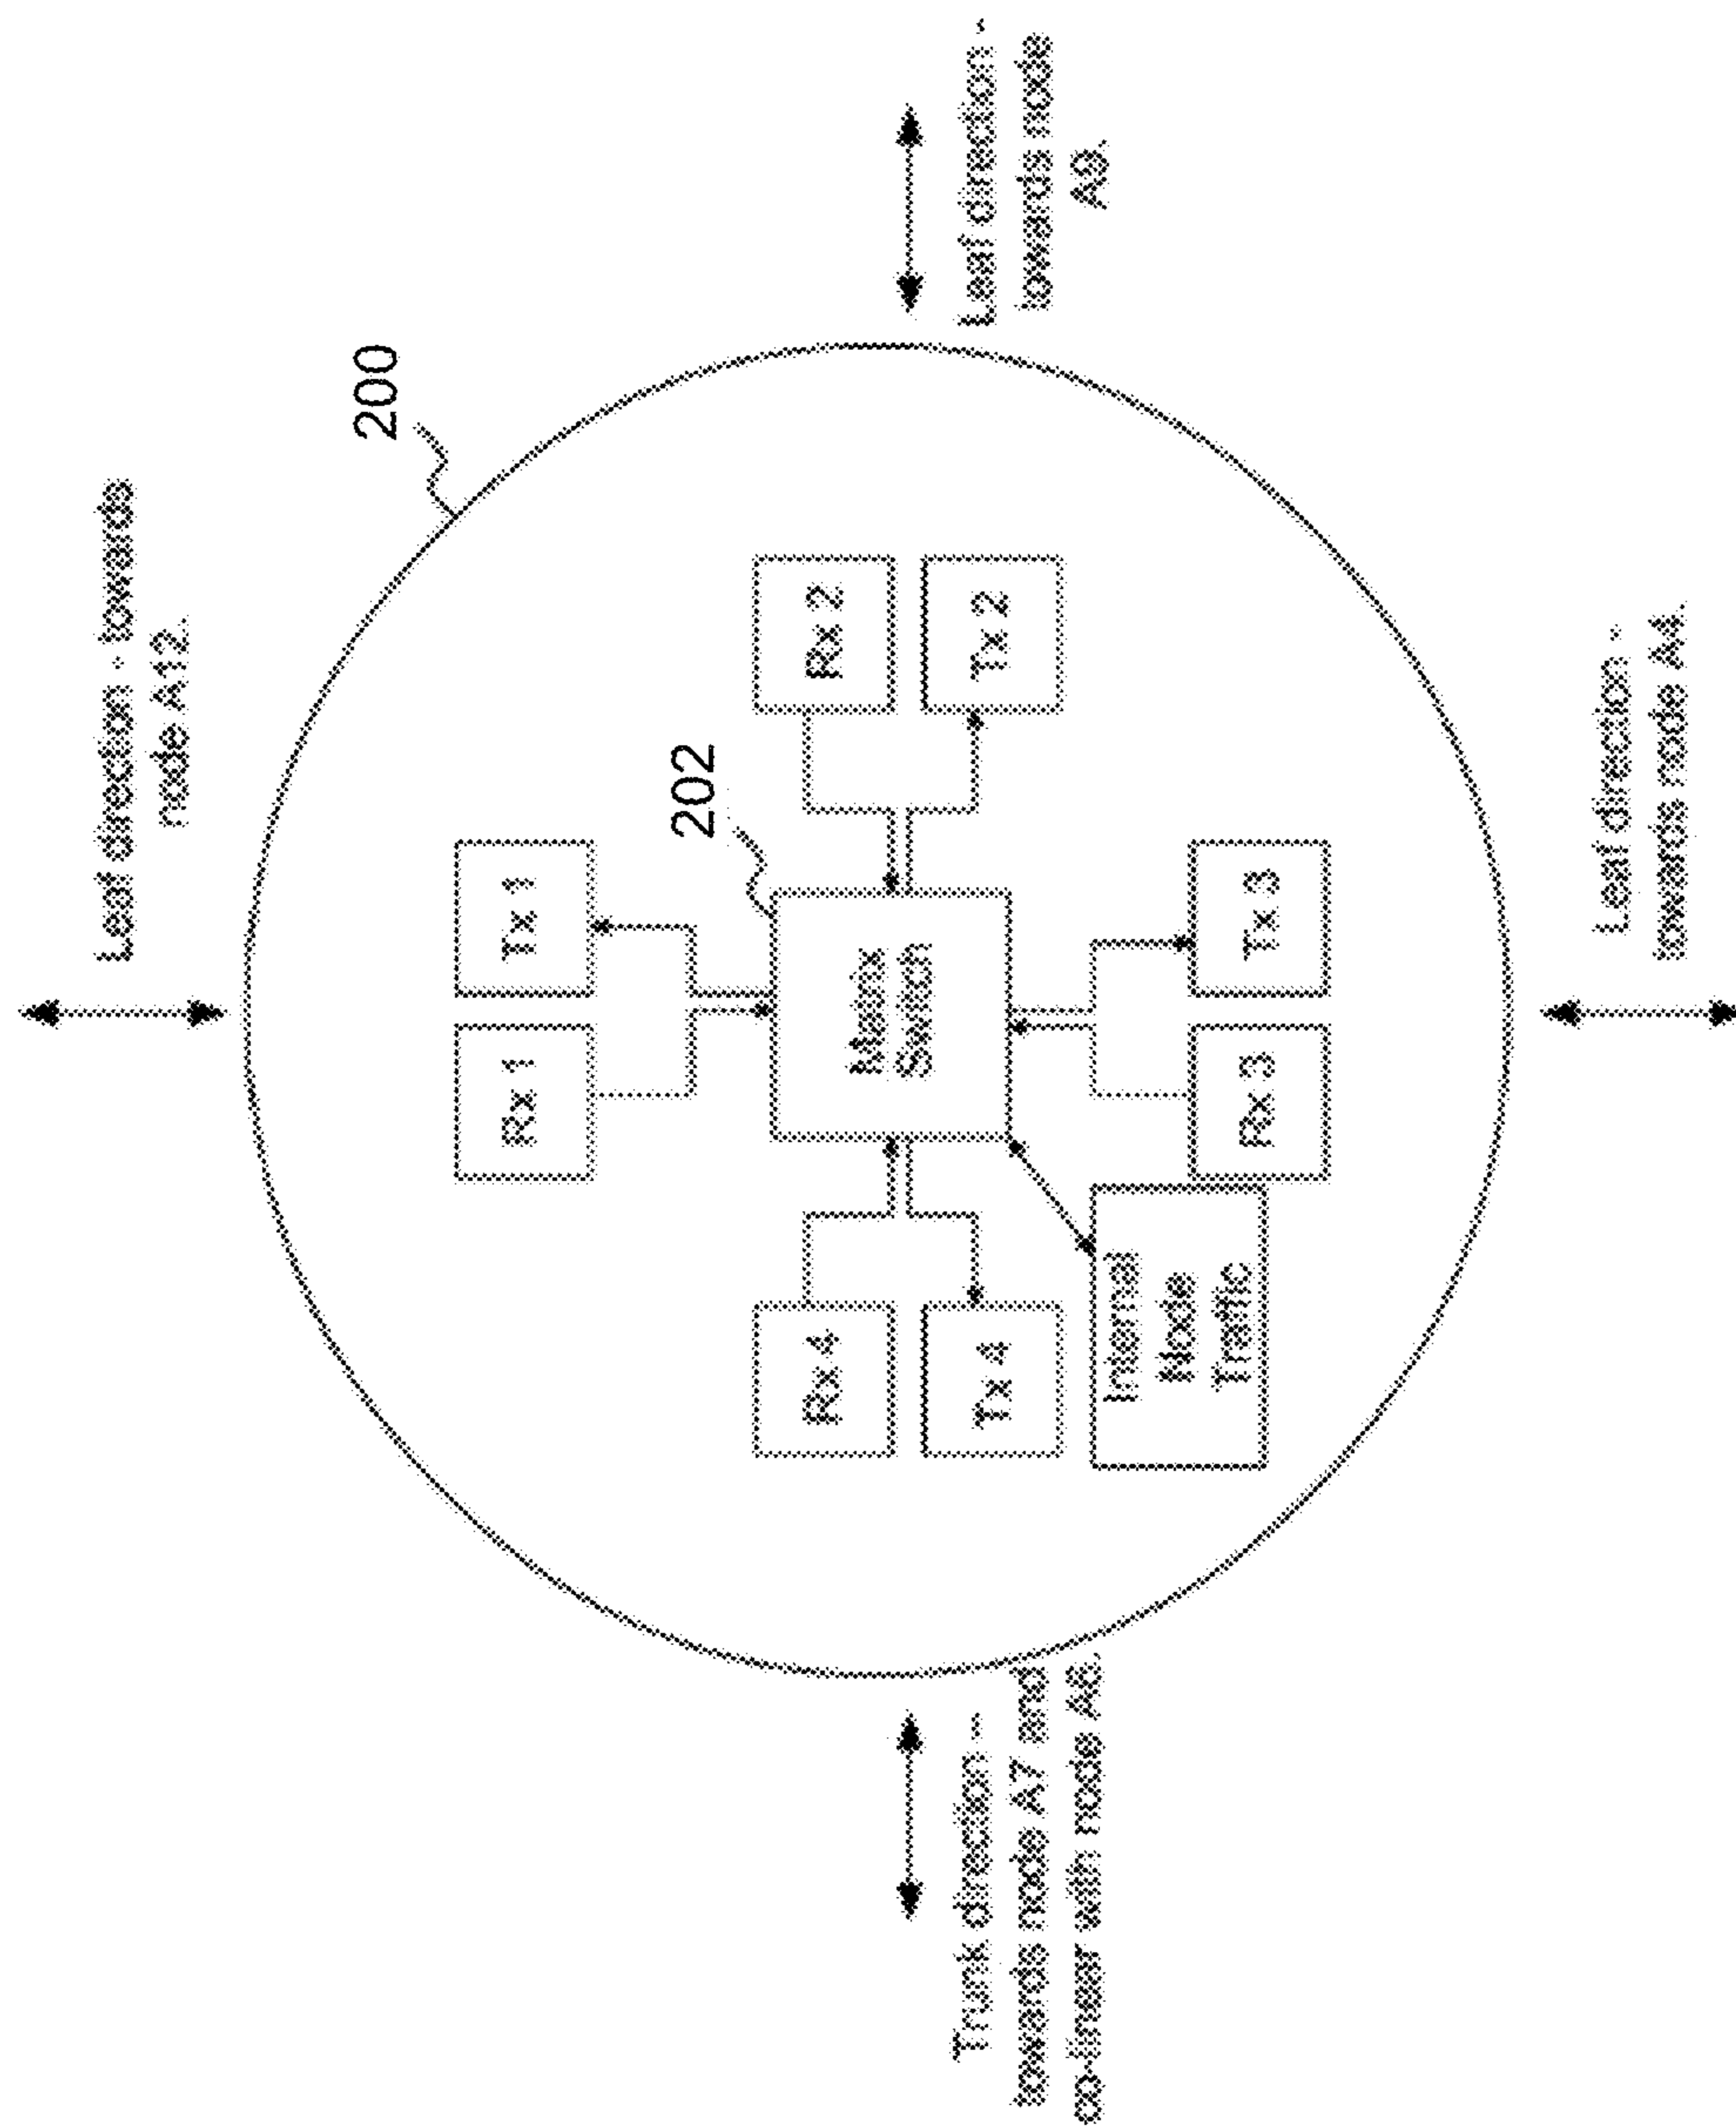 Leaf direction - towards
node A12.
200
Leaf direction -
towards node
A9.
202
Rx 1
Tx 1
Rx 2
Tx 2
Matrix
Switch
Rx 4
Tx 4
Rx 3
Tx 3
Internal
Node
Traffic
Trunk direction –
towards node A7 and
co-linear with node A6.
Leaf direction -
towards node A4.